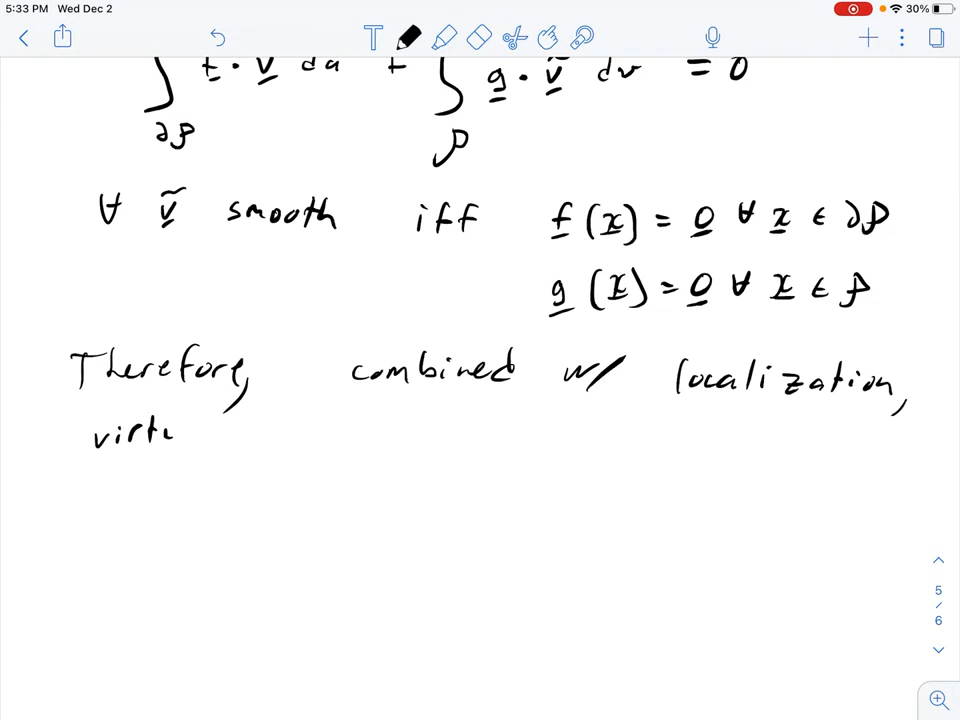 5:33 PM Wed Dec 2
30%
∫ f · ṽ da + ∫ g · ṽ dv = 0
∂𝒫 𝒫
∀ ṽ smooth iff f (x) = 0 ∀ x ∈ ∂𝒫
g (x) = 0 ∀ x ∈ 𝒫
Therefore, combined w/ localization,
virtu
5
/
6